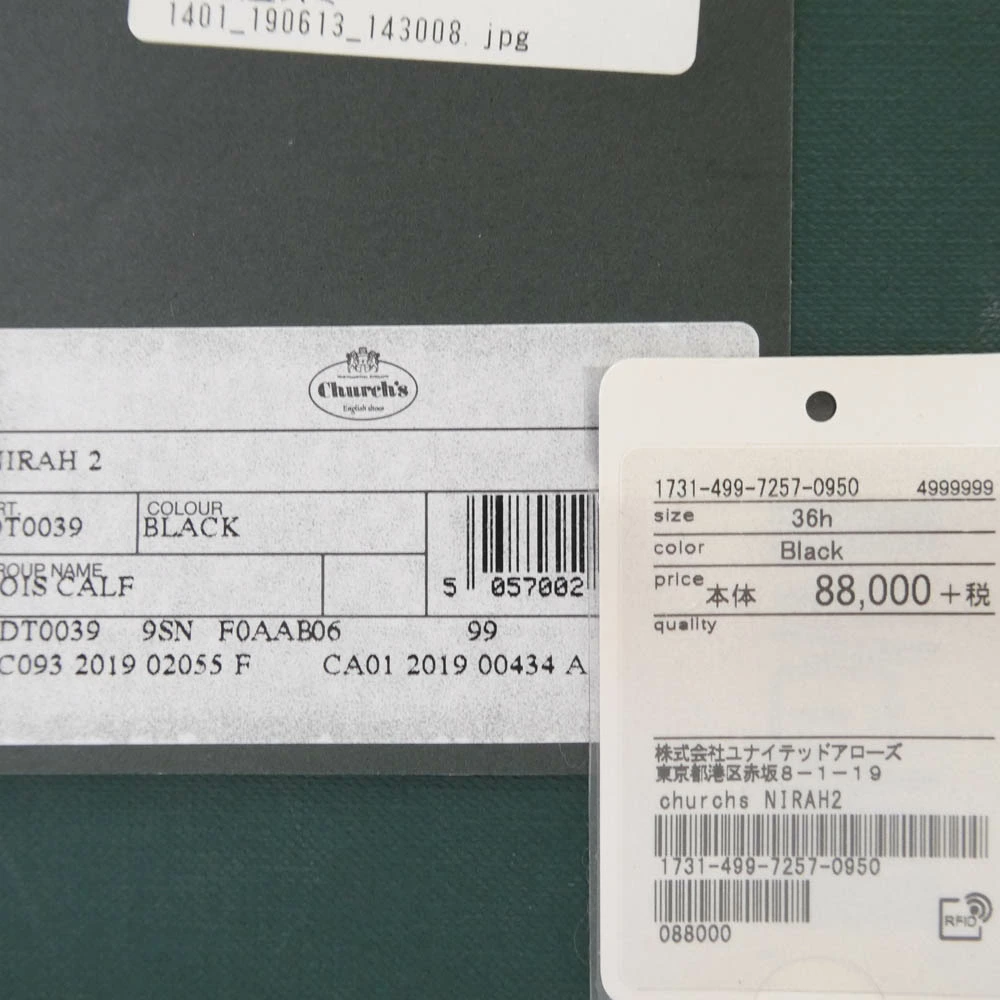 1401_190613_143008.jpg
Church's
English shoes
NIRAH 2
RT.
DT0039
COLOUR
BLACK
ROUP NAME
OIS CALF
5 057002
DT0039 9SN F0AAB06 99
C093 2019 02055 F CA01 2019 00434 A
1731-499-7257-0950 4999999
size 36h
color Black
price 本体 88,000+税
quality
株式会社ユナイテッドアローズ
東京都港区赤坂8-1-19
churchs NIRAH2
1731-499-7257-0950
088000
RFID